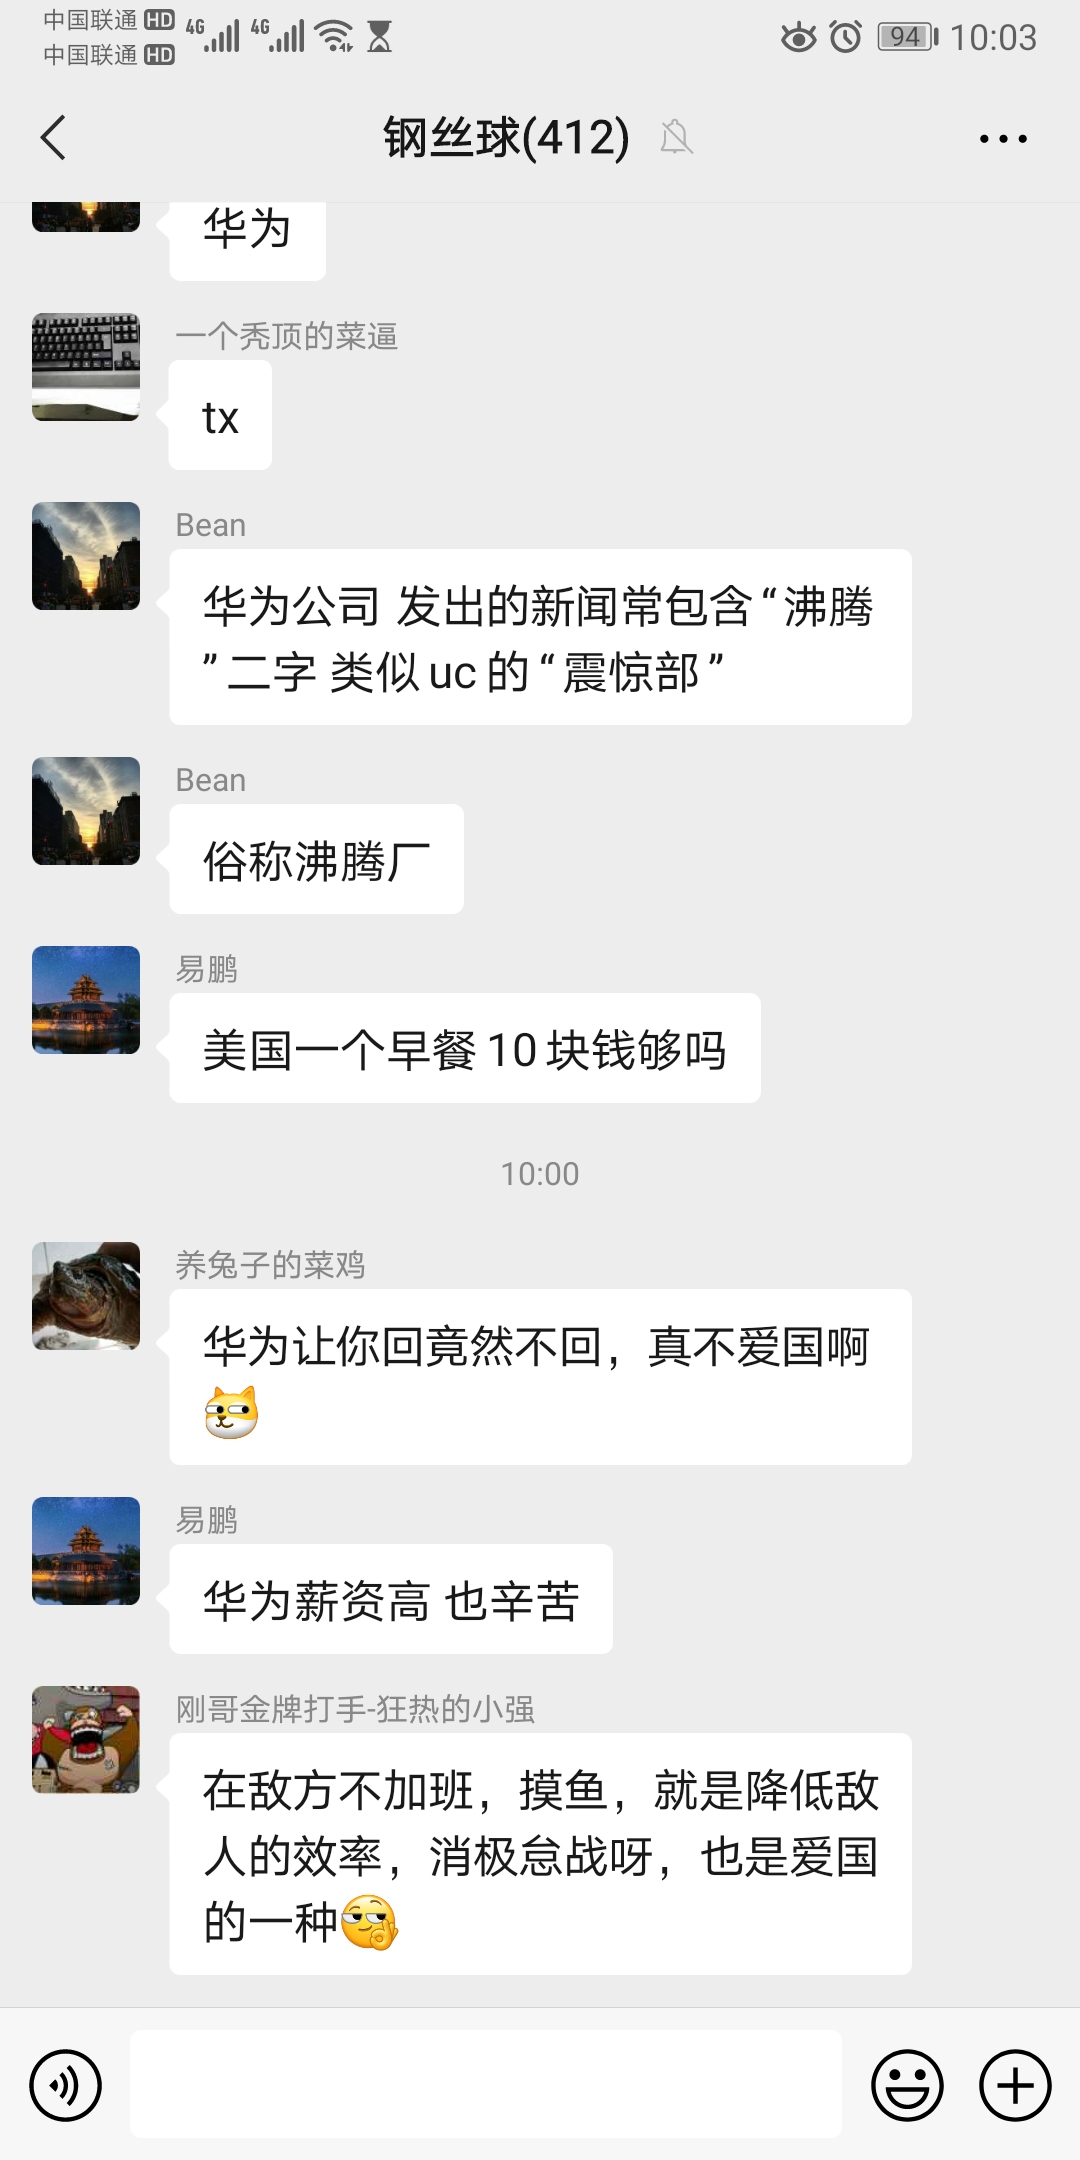 中国联通 HD 4G 4G 94 10:03
中国联通 HD
钢丝球(412)
华为
一个秃顶的菜逼
tx
Bean
华为公司 发出的新闻常包含“沸腾
”二字 类似uc的“震惊部”
Bean
俗称沸腾厂
易鹏
美国一个早餐10块钱够吗
10:00
养兔子的菜鸡
华为让你回竟然不回，真不爱国啊
易鹏
华为薪资高 也辛苦
刚哥金牌打手-狂热的小强
在敌方不加班，摸鱼，就是降低敌
人的效率，消极怠战呀，也是爱国
的一种